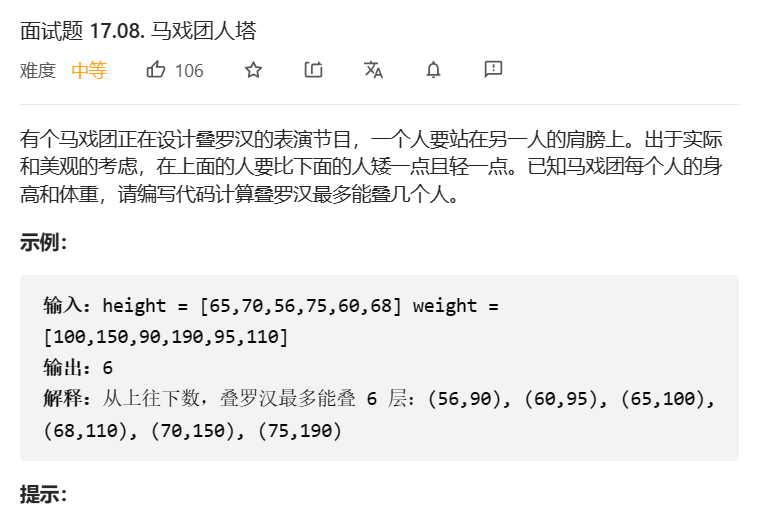 面试题 17.08. 马戏团人塔
难度 中等 106
有个马戏团正在设计叠罗汉的表演节目，一个人要站在另一人的肩膀上。出于实际
和美观的考虑，在上面的人要比下面的人矮一点且轻一点。已知马戏团每个人的身
高和体重，请编写代码计算叠罗汉最多能叠几个人。
示例：
输入：height = [65,70,56,75,60,68] weight =
[100,150,90,190,95,110]
输出：6
解释：从上往下数，叠罗汉最多能叠 6 层：(56,90), (60,95), (65,100),
(68,110), (70,150), (75,190)
提示：